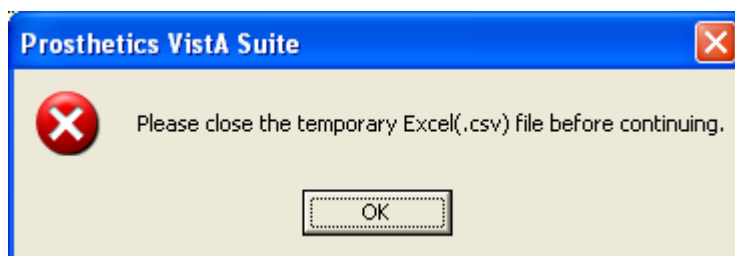 Prosthetics VistA Suite
Please close the temporary Excel(.csv) file before continuing.
OK